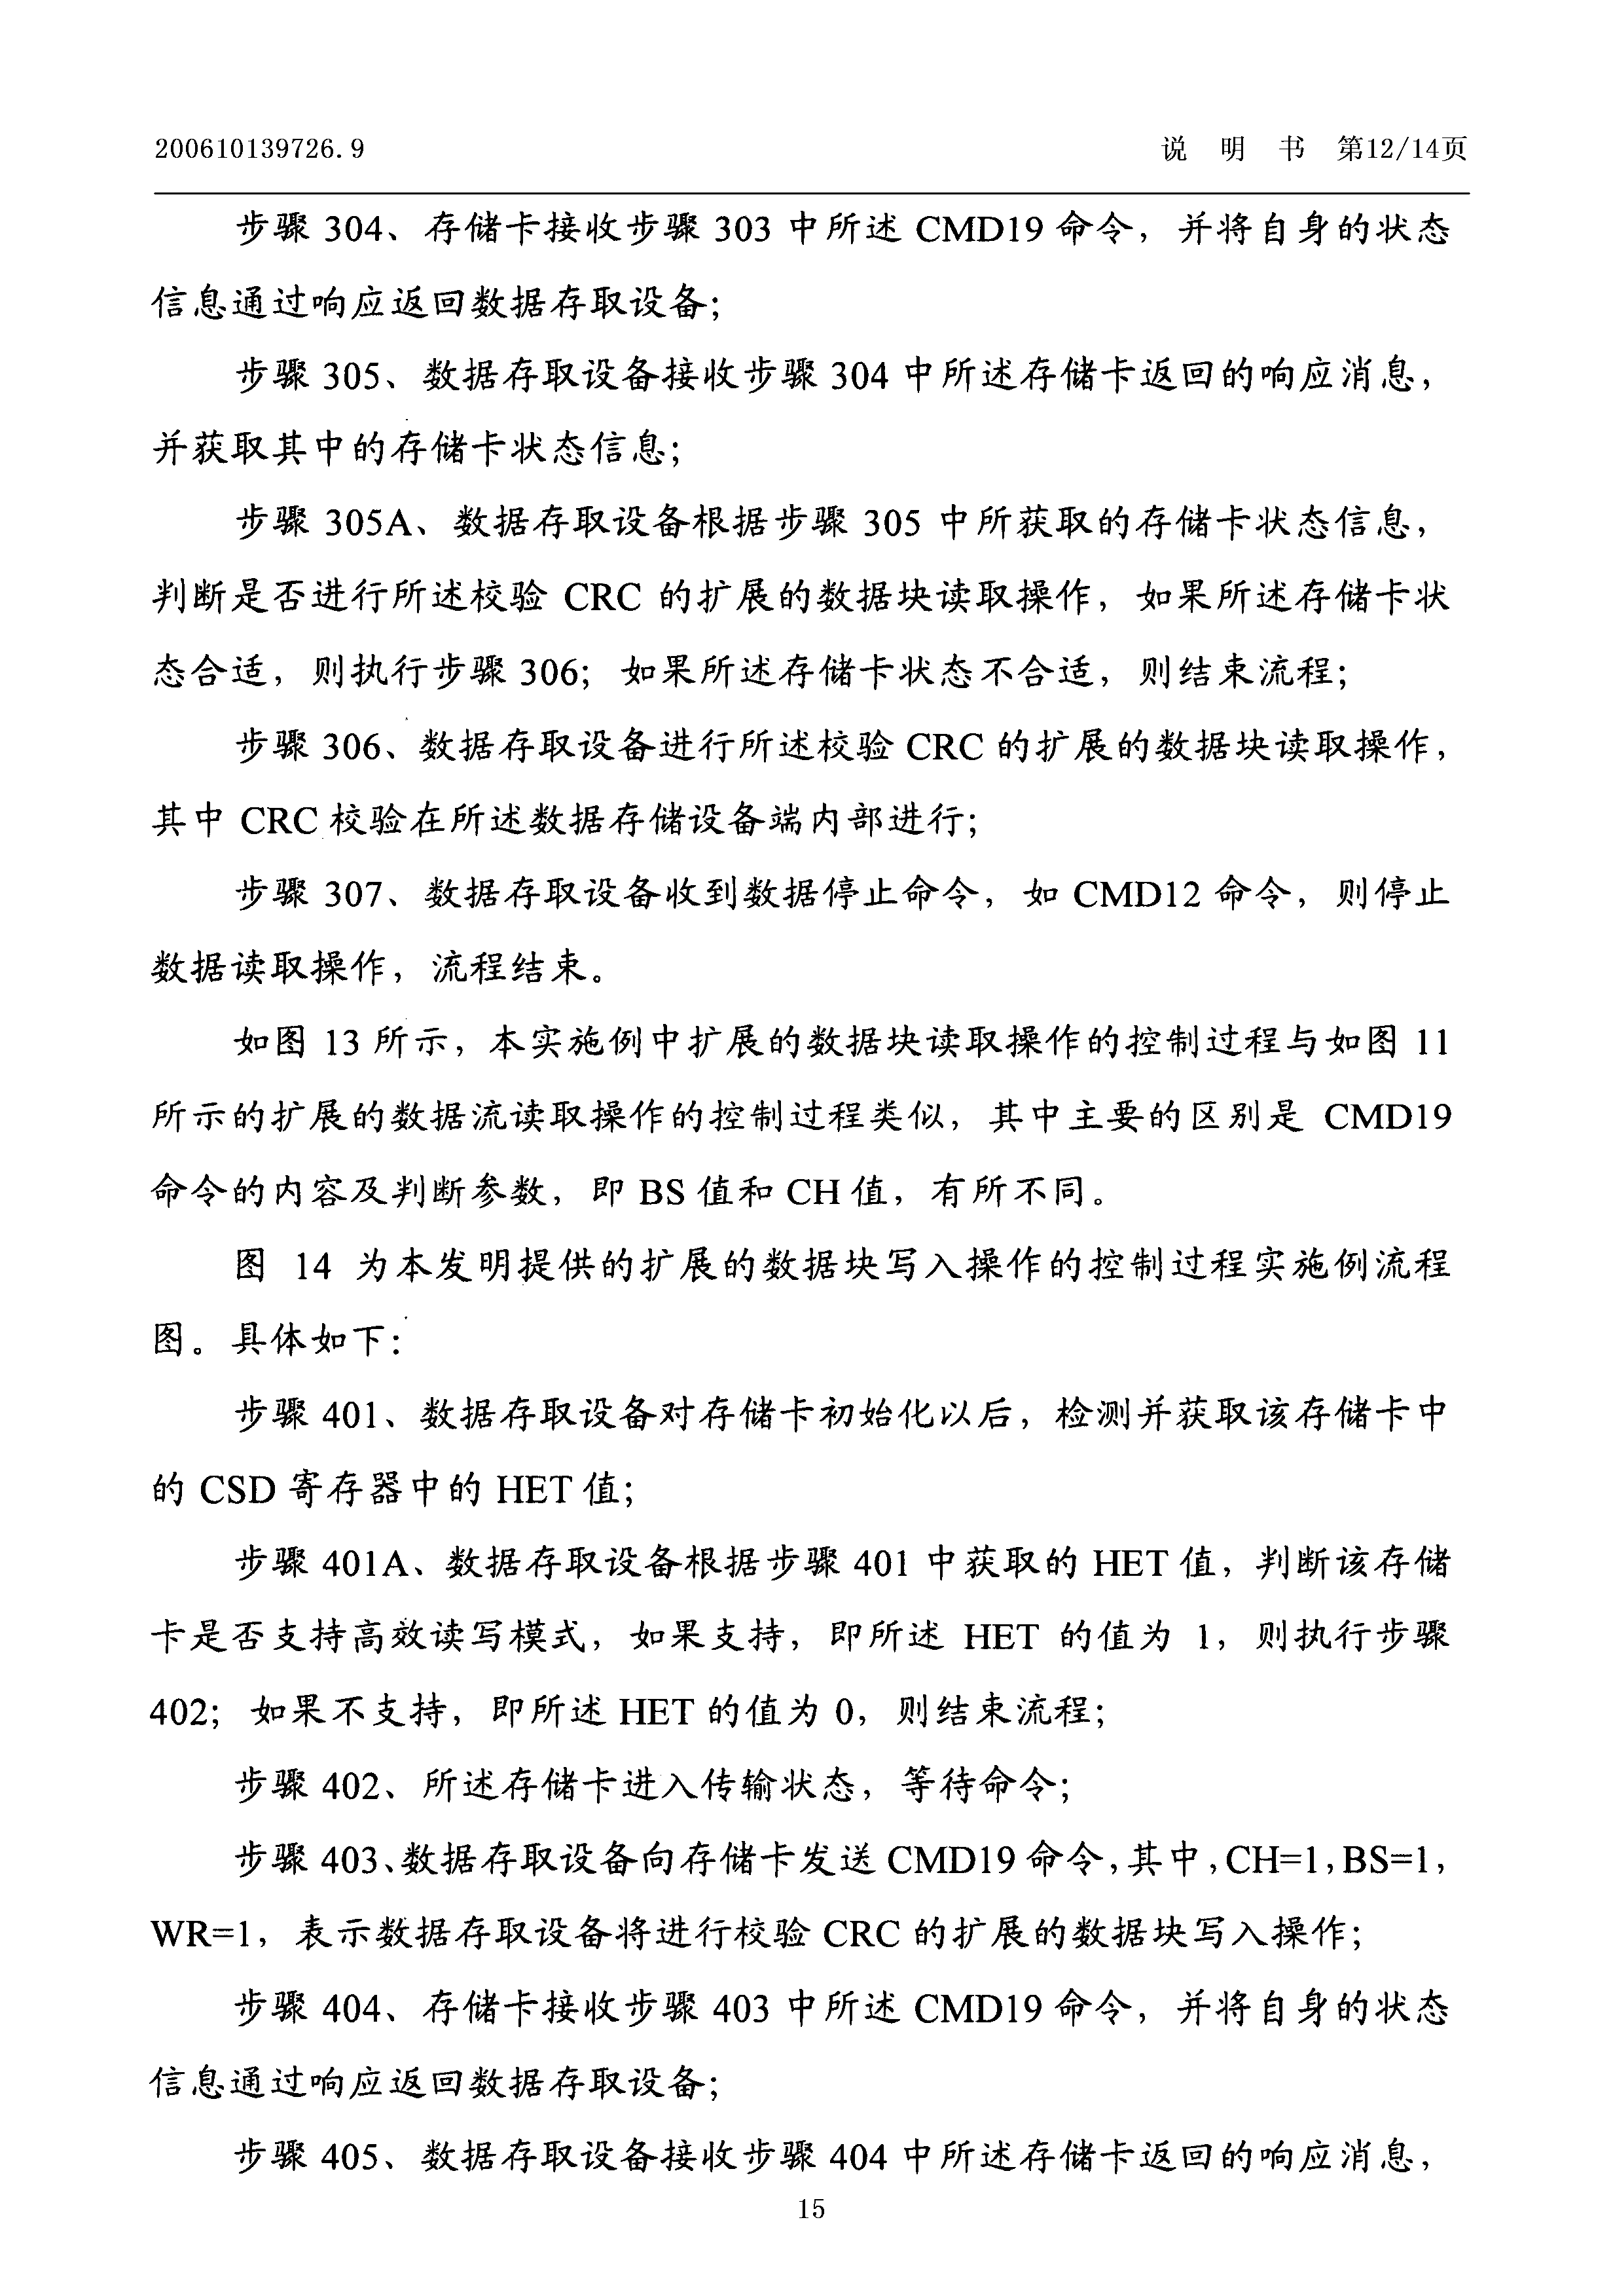 200610139726.9
说 明 书 第12/14页
步骤 304、存储卡接收步骤 303 中所述 CMD19 命令，并将自身的状态
信息通过响应返回数据存取设备；
步骤 305、数据存取设备接收步骤 304 中所述存储卡返回的响应消息，
并获取其中的存储卡状态信息；
步骤 305A、数据存取设备根据步骤 305 中所获取的存储卡状态信息，
判断是否进行所述校验 CRC 的扩展的数据块读取操作，如果所述存储卡状
态合适，则执行步骤 306；如果所述存储卡状态不合适，则结束流程；
步骤 306、数据存取设备进行所述校验 CRC 的扩展的数据块读取操作，
其中 CRC 校验在所述数据存储设备端内部进行；
步骤 307、数据存取设备收到数据停止命令，如 CMD12 命令，则停止
数据读取操作，流程结束。
如图 13 所示，本实施例中扩展的数据块读取操作的控制过程与如图 11
所示的扩展的数据流读取操作的控制过程类似，其中主要的区别是 CMD19
命令的内容及判断参数，即 BS 值和 CH 值，有所不同。
图 14 为本发明提供的扩展的数据块写入操作的控制过程实施例流程
图。具体如下：
步骤 401、数据存取设备对存储卡初始化以后，检测并获取该存储卡中
的 CSD 寄存器中的 HET 值；
步骤 401A、数据存取设备根据步骤 401 中获取的 HET 值，判断该存储
卡是否支持高效读写模式，如果支持，即所述 HET 的值为 1，则执行步骤
402；如果不支持，即所述 HET 的值为 0，则结束流程；
步骤 402、所述存储卡进入传输状态，等待命令；
步骤 403、数据存取设备向存储卡发送 CMD19 命令，其中，CH=1，BS=1，
WR=1，表示数据存取设备将进行校验 CRC 的扩展的数据块写入操作；
步骤 404、存储卡接收步骤 403 中所述 CMD19 命令，并将自身的状态
信息通过响应返回数据存取设备；
步骤 405、数据存取设备接收步骤 404 中所述存储卡返回的响应消息，
15